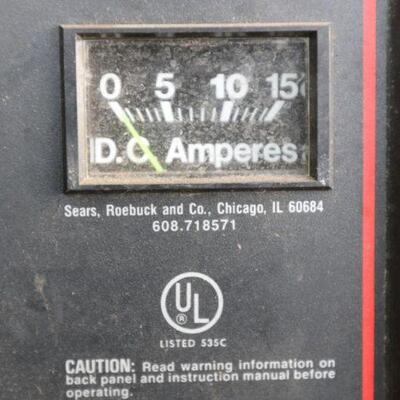 0 5 10 15
D.C. Amperes
Sears, Roebuck and Co., Chicago, IL 60684
608.718571
UL
®
LISTED 535C
CAUTION: Read warning information on
back panel and instruction manual before
operating.